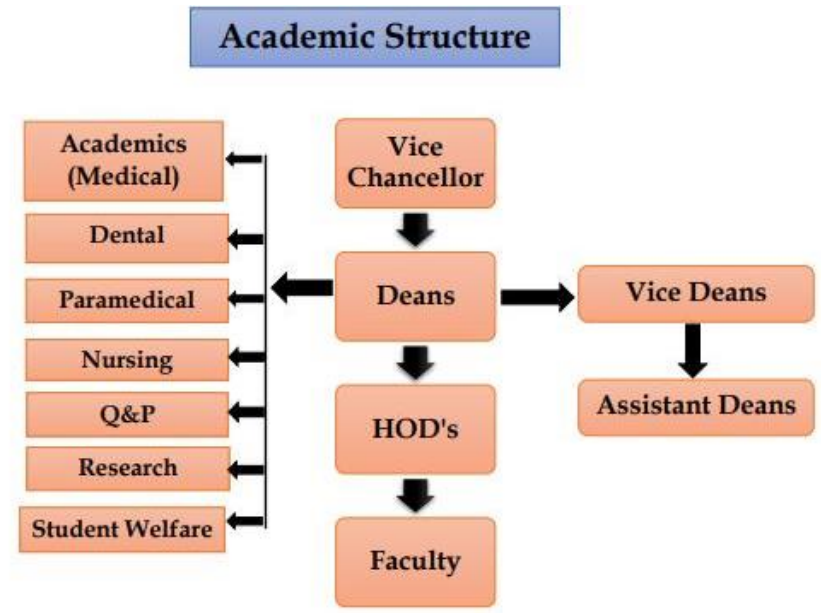 Academic Structure
Academics
(Medical)
Dental
Paramedical
Nursing
Q&P
Research
Student Welfare
Vice
Chancellor
Deans
HOD's
Faculty
Vice Deans
Assistant Deans